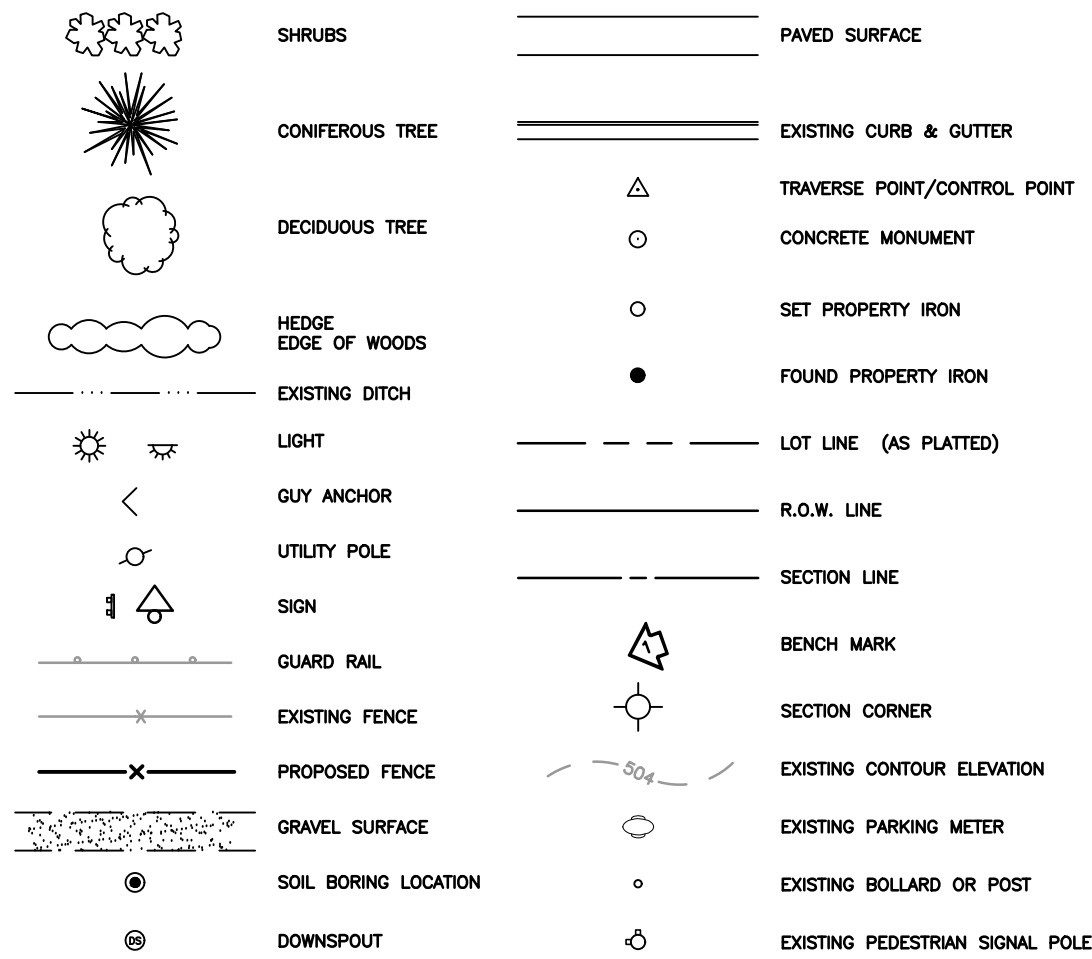 SHRUBS
CONIFEROUS TREE
DECIDUOUS TREE
HEDGE
EDGE OF WOODS
EXISTING DITCH
LIGHT
GUY ANCHOR
UTILITY POLE
SIGN
GUARD RAIL
EXISTING FENCE
PROPOSED FENCE
GRAVEL SURFACE
SOIL BORING LOCATION
DS
DOWNSPOUT
PAVED SURFACE
EXISTING CURB & GUTTER
TRAVERSE POINT/CONTROL POINT
CONCRETE MONUMENT
SET PROPERTY IRON
FOUND PROPERTY IRON
LOT LINE (AS PLATTED)
R.O.W. LINE
SECTION LINE
1
BENCH MARK
SECTION CORNER
504
EXISTING CONTOUR ELEVATION
EXISTING PARKING METER
EXISTING BOLLARD OR POST
EXISTING PEDESTRIAN SIGNAL POLE